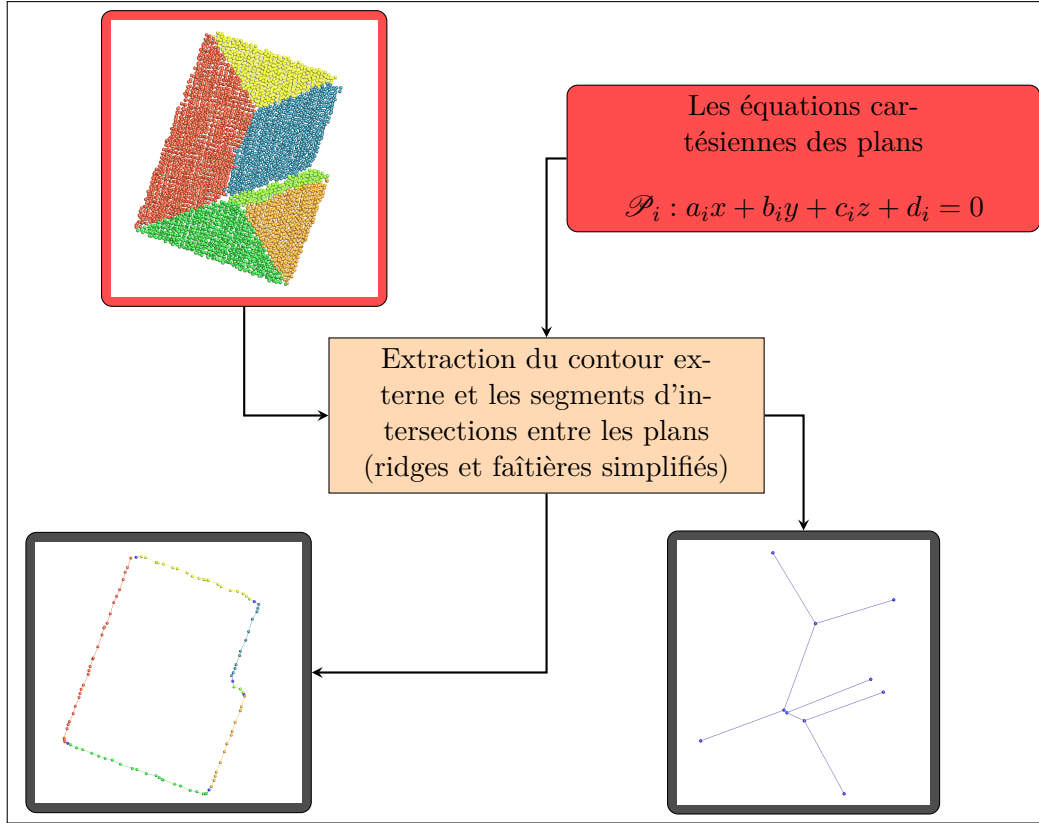 Les équations car-
tésiennes des plans
𝒫ᵢ : aᵢx + bᵢy + cᵢz + dᵢ = 0
Extraction du contour ex-
terne et les segments d'in-
tersections entre les plans
(ridges et faîtières simplifiés)